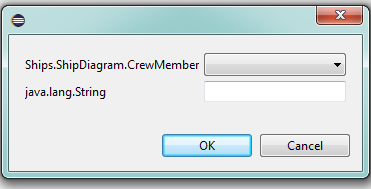 Ships.ShipDiagram.CrewMember
java.lang.String
OK
Cancel